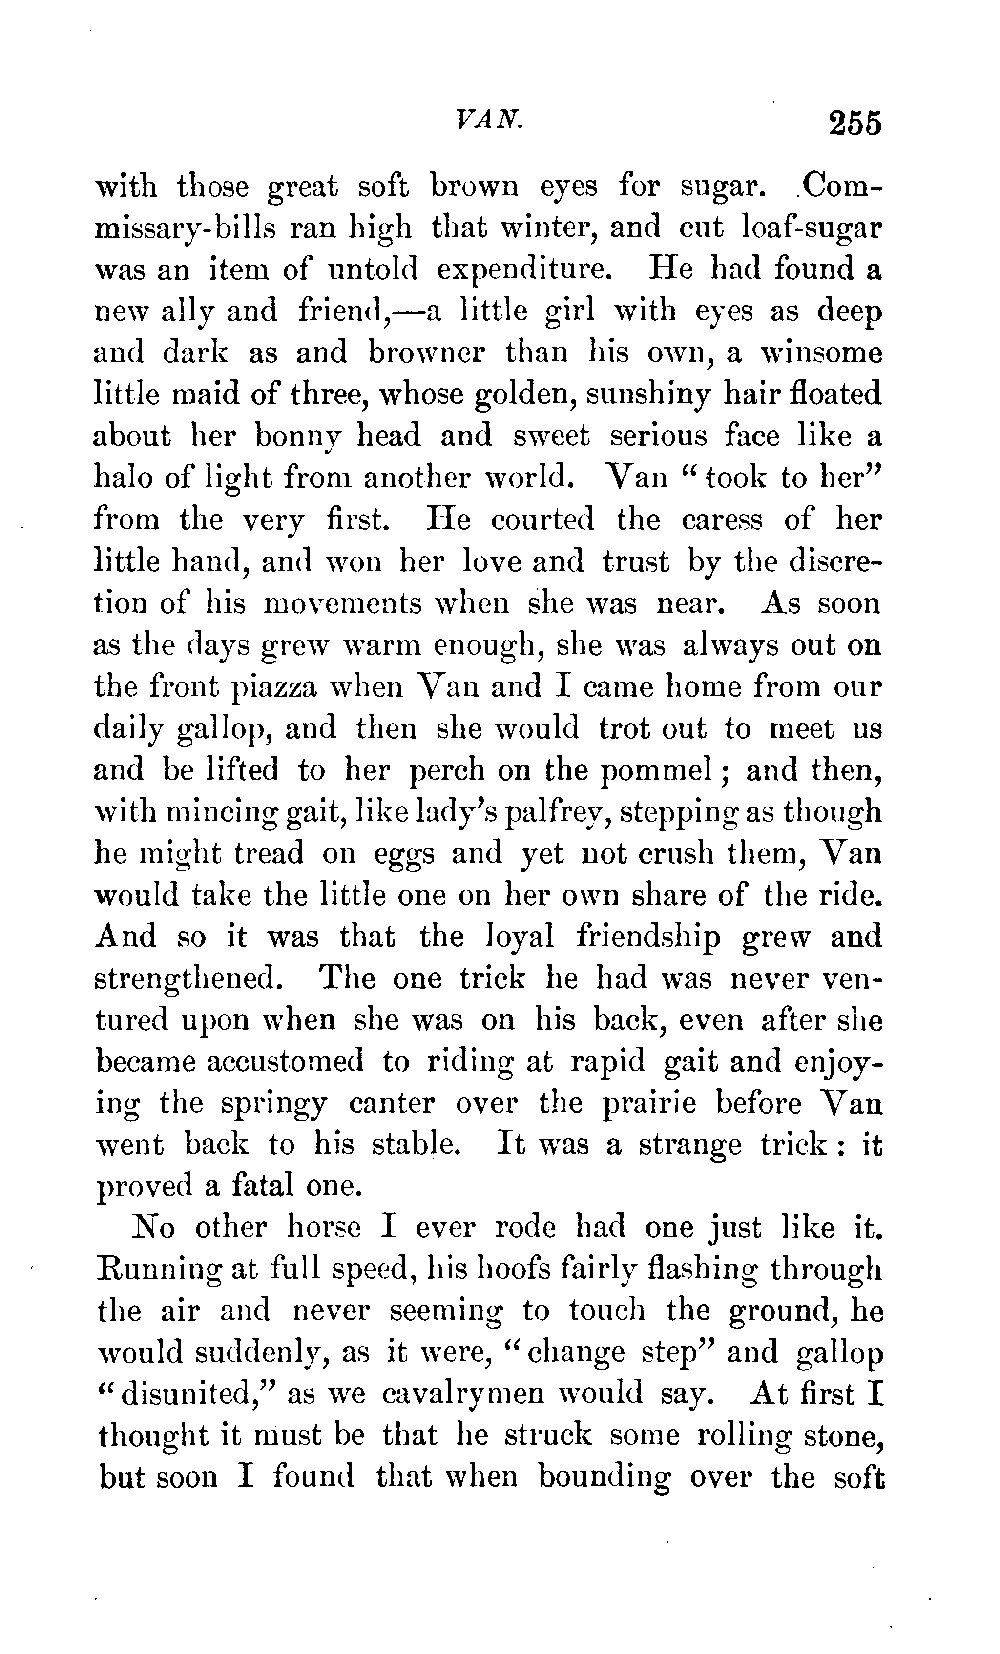 VAN. 255
with those great soft brown eyes for sugar. Com-
missary-bills ran high that winter, and cut loaf-sugar
was an item of untold expenditure. He had found a
new ally and friend,—a little girl with eyes as deep
and dark as and browner than his own, a winsome
little maid of three, whose golden, sunshiny hair floated
about her bonny head and sweet serious face like a
halo of light from another world. Van “took to her”
from the very first. He courted the caress of her
little hand, and won her love and trust by the discre-
tion of his movements when she was near. As soon
as the days grew warm enough, she was always out on
the front piazza when Van and I came home from our
daily gallop, and then she would trot out to meet us
and be lifted to her perch on the pommel; and then,
with mincing gait, like lady’s palfrey, stepping as though
he might tread on eggs and yet not crush them, Van
would take the little one on her own share of the ride.
And so it was that the loyal friendship grew and
strengthened. The one trick he had was never ven-
tured upon when she was on his back, even after she
became accustomed to riding at rapid gait and enjoy-
ing the springy canter over the prairie before Van
went back to his stable. It was a strange trick: it
proved a fatal one.
No other horse I ever rode had one just like it.
Running at full speed, his hoofs fairly flashing through
the air and never seeming to touch the ground, he
would suddenly, as it were, “change step” and gallop
“disunited,” as we cavalrymen would say. At first I
thought it must be that he struck some rolling stone,
but soon I found that when bounding over the soft